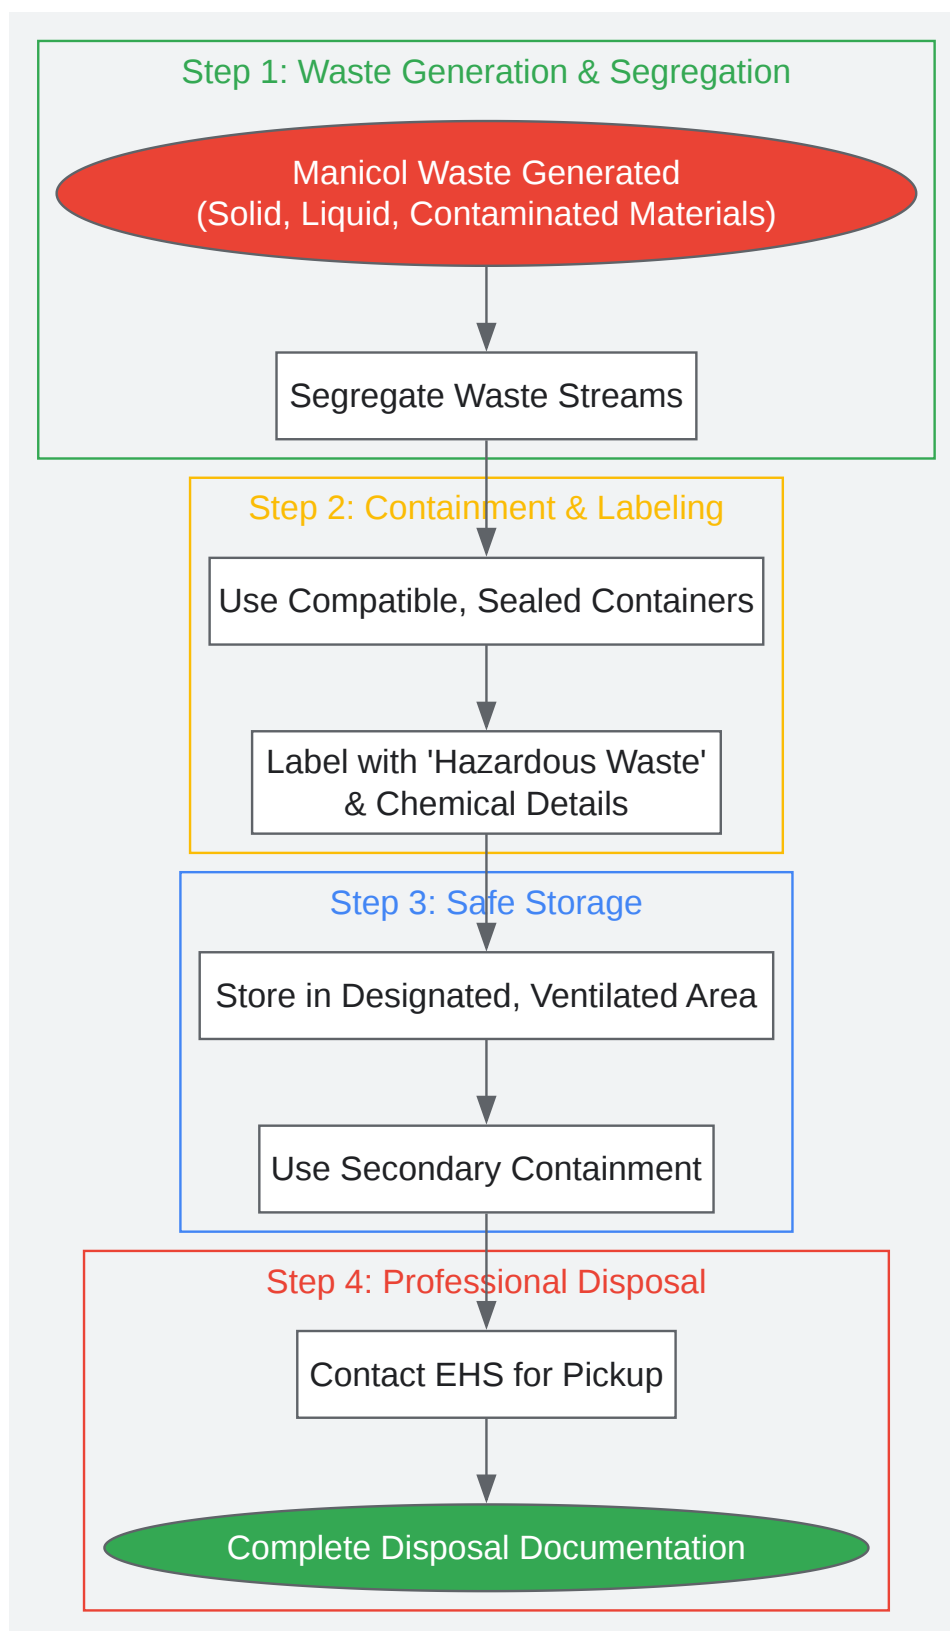 Step 1: Waste Generation & Segregation
Manicol Waste Generated
(Solid, Liquid, Contaminated Materials)
Segregate Waste Streams
Step 2: Containment & Labeling
Use Compatible, Sealed Containers
Label with 'Hazardous Waste'
& Chemical Details
Step 3: Safe Storage
Store in Designated, Ventilated Area
Use Secondary Containment
Step 4: Professional Disposal
Contact EHS for Pickup
Complete Disposal Documentation